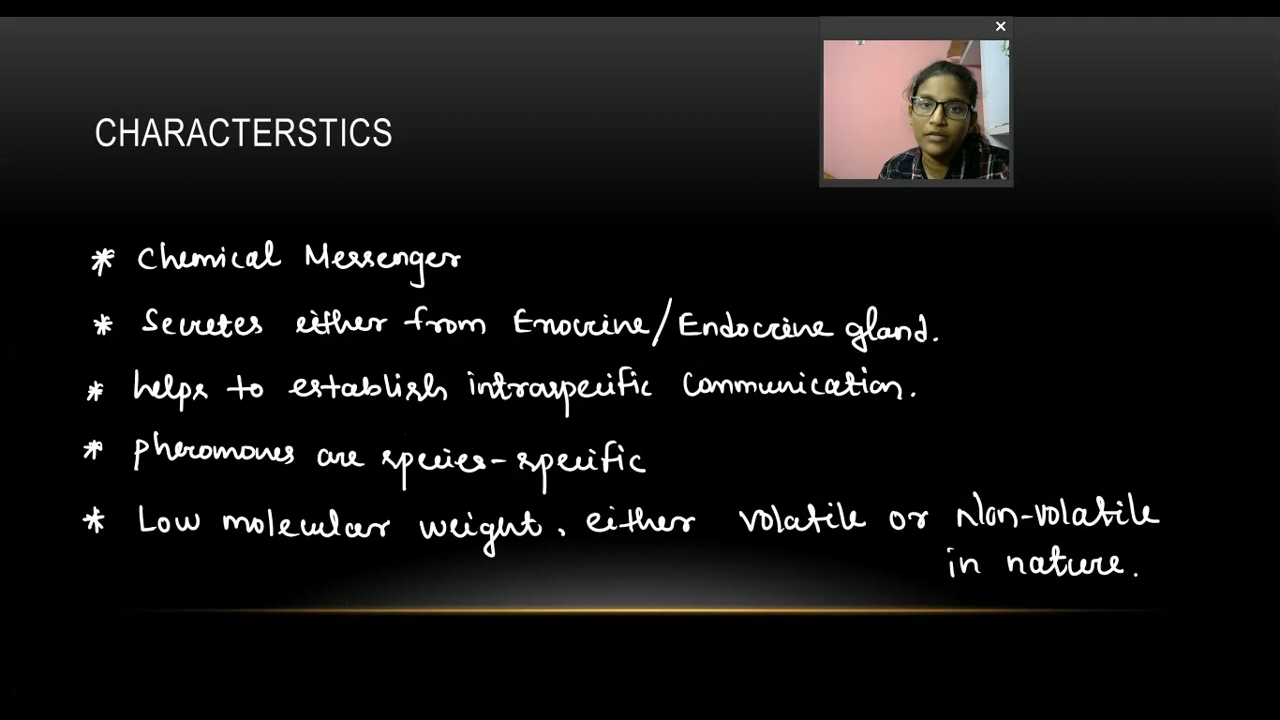 CHARACTERSTICS
* Chemical Messenger
* Secretes either from Exocrine/Endocrine gland.
* helps to establish intraspecific Communication.
* pheromones are species-specific
* Low molecular weight, either volatile or Non-volatile
in nature.